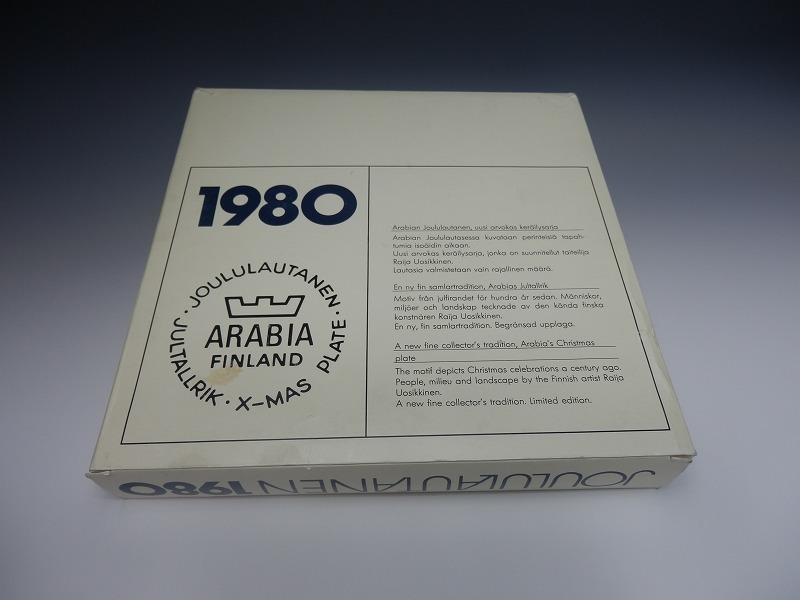 1980
JOULULAUTANEN · JULTALLRIK · X-MAS PLATE ·
ARABIA
FINLAND
Arabian Joululautanen, uusi arvokas keräilysarja
Arabian Joululautasessa kuvataan perinteisiä tapah-
tumia isoäidin aikaan.
Uusi arvokas keräilysarja, jonka on suunnitellut taiteilija
Raija Uosikkinen.
Lautasia valmistetaan vain rajallinen määrä.
En ny fin samlartradition, Arabias Jultallrik
Motiv från julfirandet för hundra år sedan. Människor,
miljöer och landskap tecknade av den kända finska
konstnären Raija Uosikkinen.
En ny, fin samlartradition. Begränsad upplaga.
A new fine collector's tradition, Arabia's Christmas
plate
The motif depicts Christmas celebrations a century ago.
People, milieu and landscape by the Finnish artist Raija
Uosikkinen.
A new fine collector's tradition. Limited edition.
JOULULAUTANEN 1980